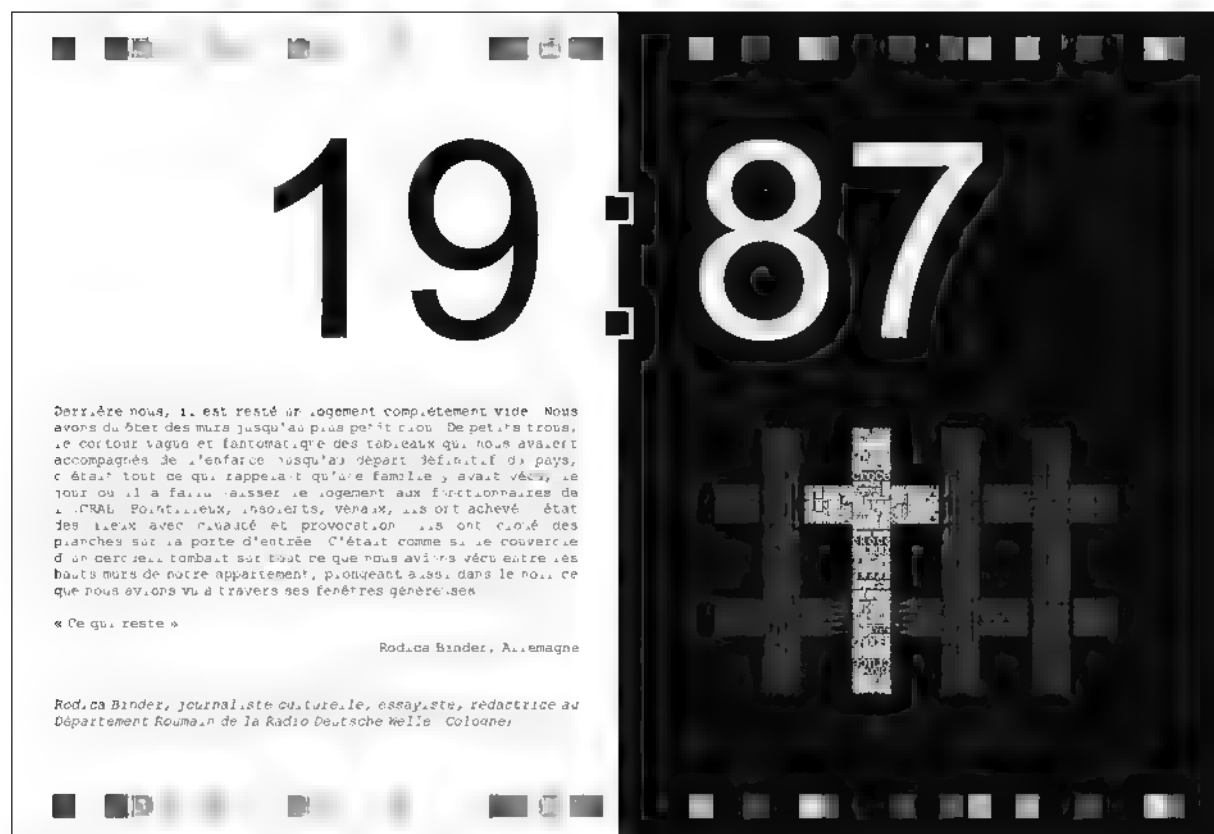 19 87
Derrière nous, il est resté un logement complètement vide. Nous
avons dû ôter des murs jusqu'au plus petit clou. De petits trous,
le contour vague et fantomatique des tableaux qui nous avaient
accompagnés de l'enfance jusqu'au départ définitif du pays,
c'était tout ce qui rappelait qu'une famille y avait vécu, le
jour où il a fallu laisser le logement aux fonctionnaires de
l'ICRAL. Pointilleux, insolents, vénaux, ils ont achevé l'état
des lieux avec cruauté et provocation. Ils ont cloué des
planches sur la porte d'entrée. C'était comme si le couvercle
d'un cercueil tombait sur tout ce que nous avions vécu entre les
hauts murs de notre appartement, plongeant aussi dans le noir ce
que nous avions vu à travers ses fenêtres généreuses.
« Ce qui reste »
Rodica Binder, Allemagne
Rodica Binder, journaliste culturelle, essayiste, rédactrice au
Département Roumain de la Radio Deutsche Welle Cologne